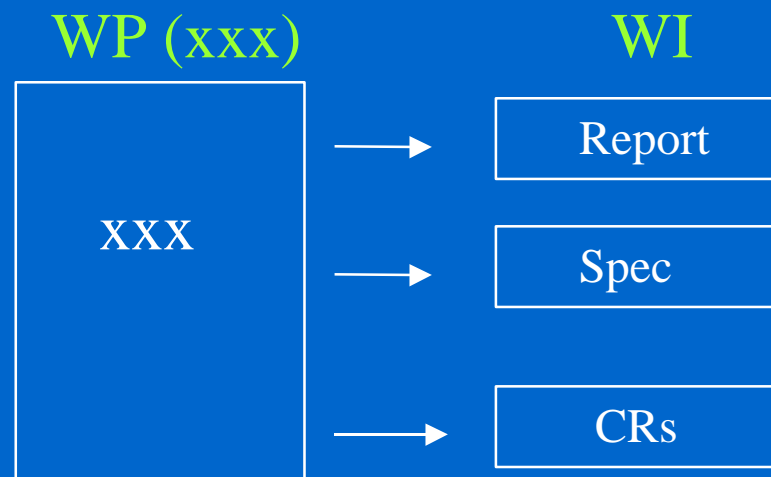 WP (xxx)
WI
Report
xxx
Spec
CRs